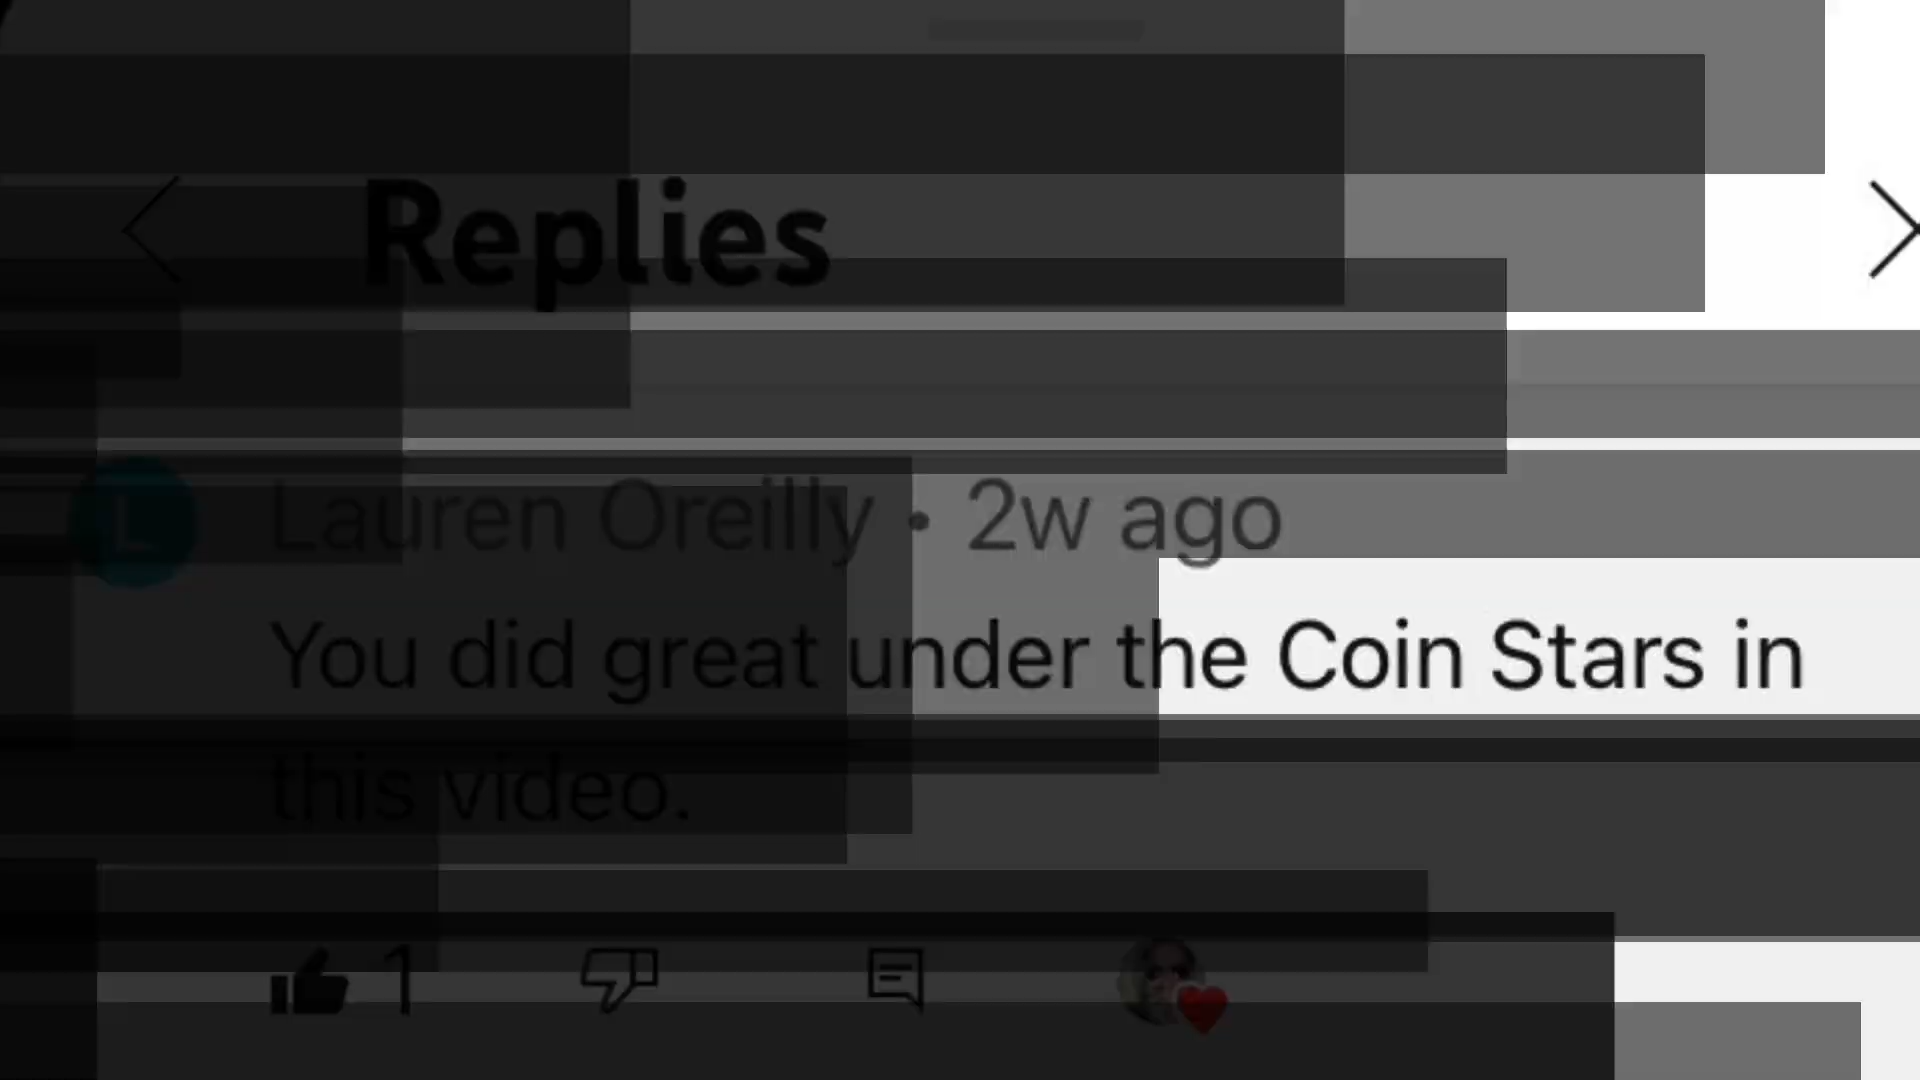 Replies
L
Lauren Oreilly • 2w ago
You did great under the Coin Stars in
this video.
1